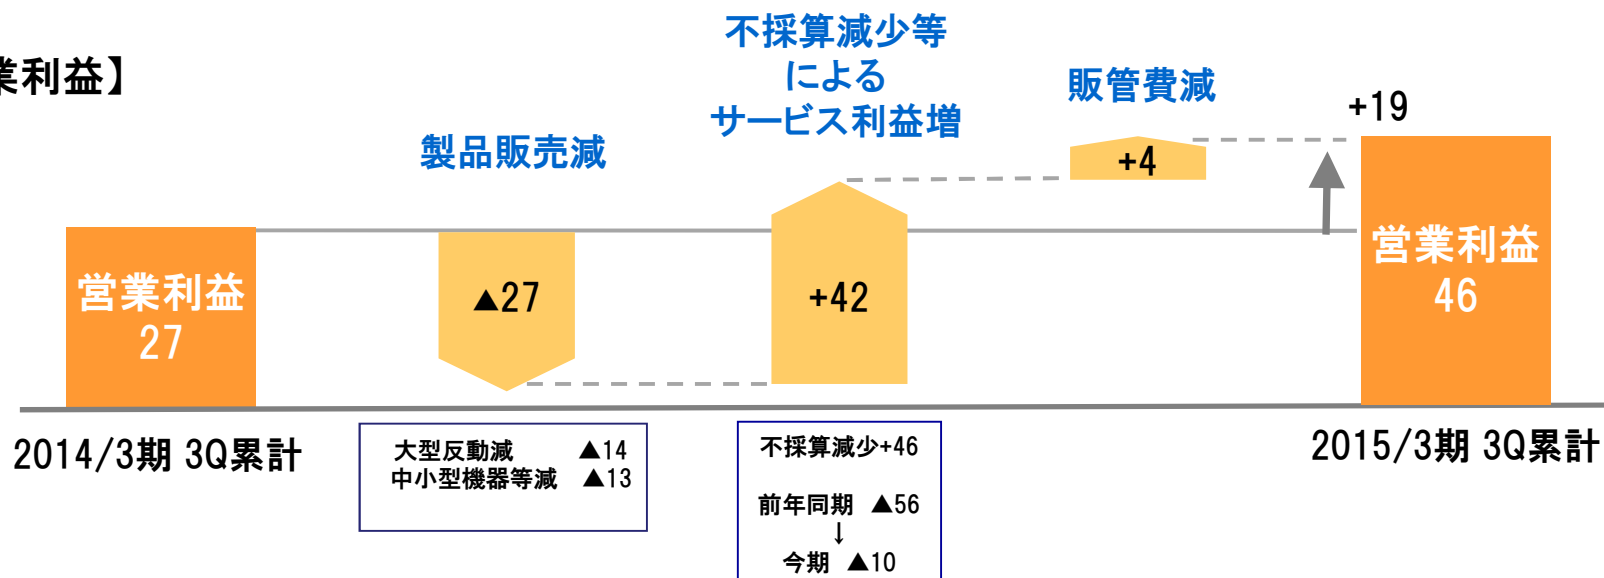 業利益】
不採算減少等
による
サービス利益増
販管費減
製品販売減
+19
+4
営業利益
27
▲27
+42
営業利益
46
2014/3期 3Q累計
2015/3期 3Q累計
大型反動減 ▲14
中小型機器等減 ▲13
不採算減少+46
前年同期 ▲56
↓
今期 ▲10